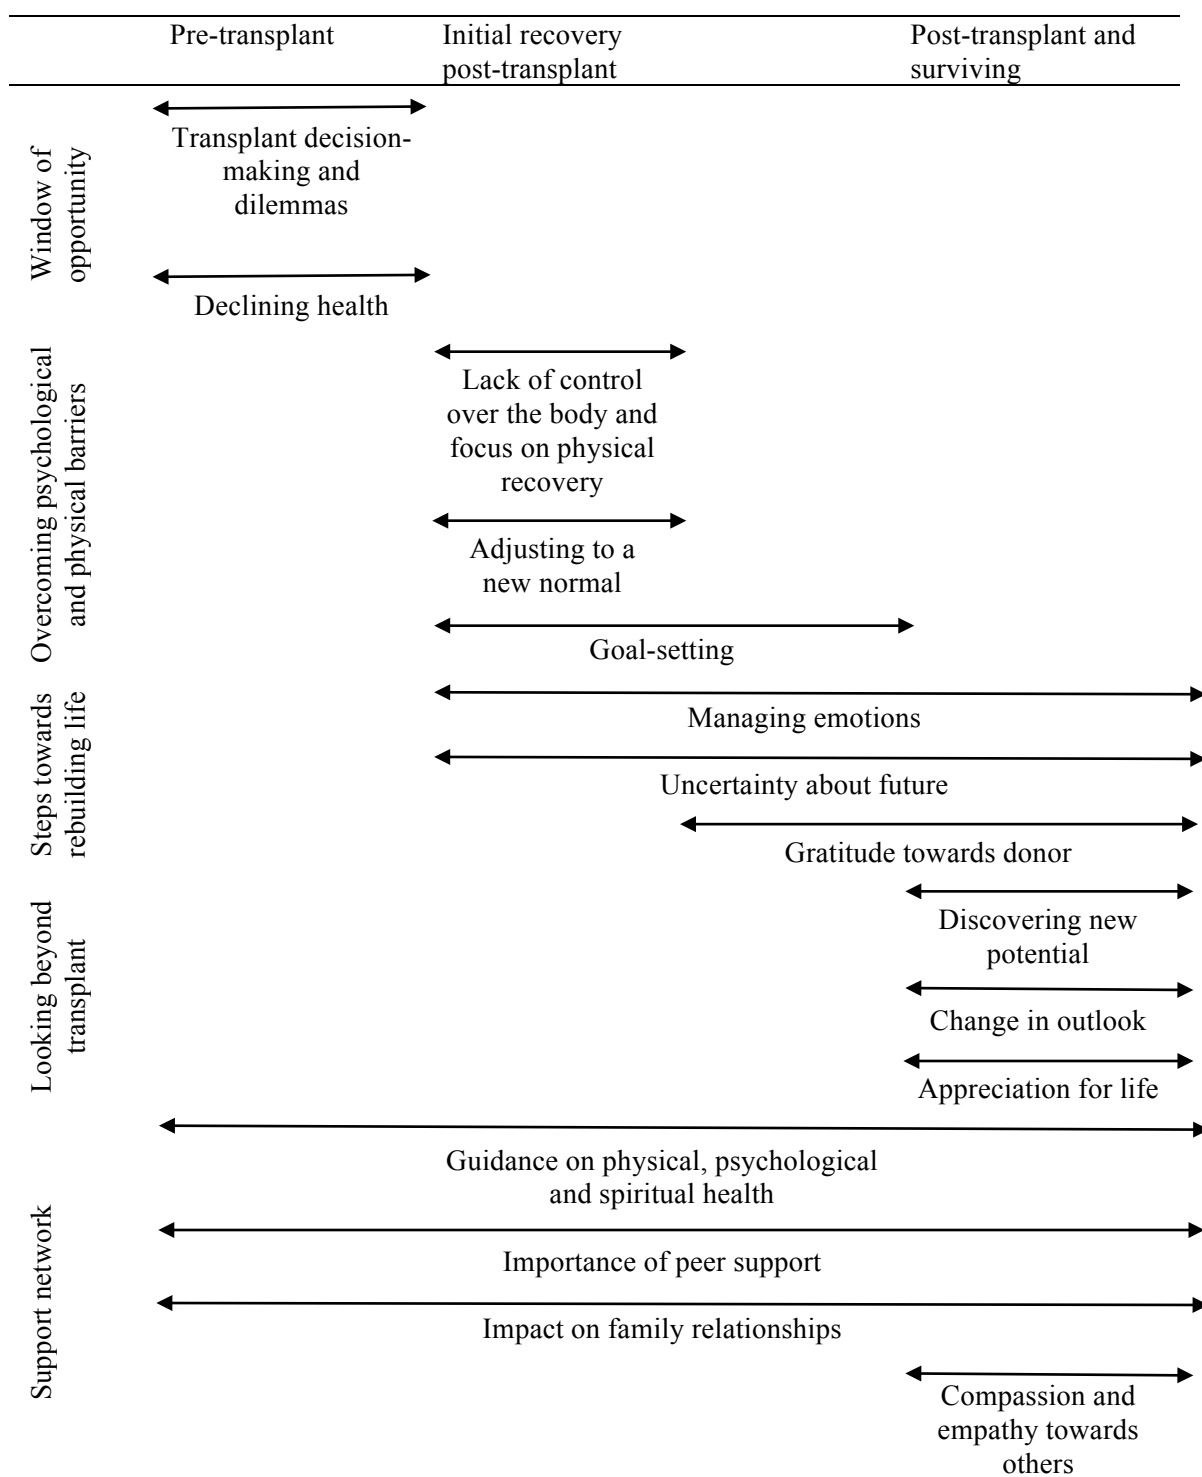 Pre-transplant
Initial recovery
post-transplant
Post-transplant and
surviving
Window of
opportunity
Transplant decision-
making and
dilemmas
Declining health
Overcoming psychological
and physical barriers
Lack of control
over the body and
focus on physical
recovery
Adjusting to a
new normal
Goal-setting
Steps towards
rebuilding life
Managing emotions
Uncertainty about future
Gratitude towards donor
Looking beyond
transplant
Discovering new
potential
Change in outlook
Appreciation for life
Support network
Guidance on physical, psychological
and spiritual health
Importance of peer support
Impact on family relationships
Compassion and
empathy towards
others